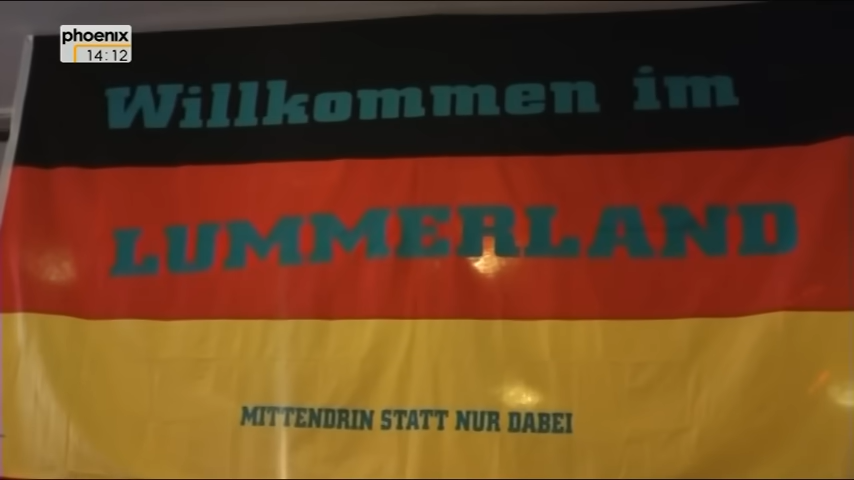 phoenix
14:12
Willkommen im
LUMMERLAND
MITTENDRIN STATT NUR DABEI